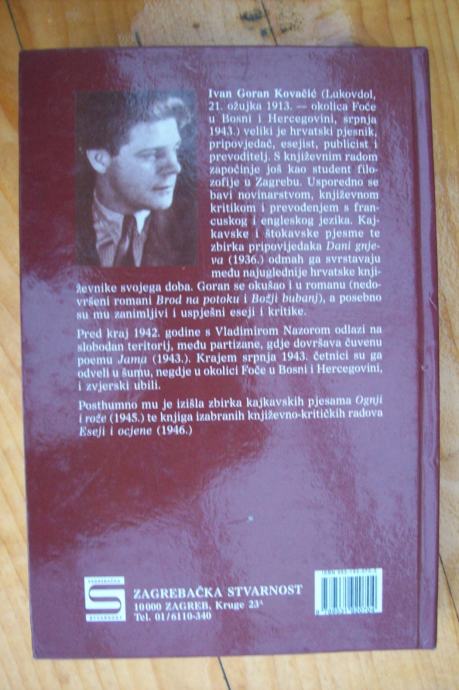 Ivan Goran Kovačić (Lukovdol,
21. ožujka 1913. — okolica Foče
u Bosni i Hercegovini, srpnja
1943.) veliki je hrvatski pjesnik,
pripovjedač, esejist, publicist i
prevoditelj. S književnim radom
započinje još kao student filo-
zofije u Zagrebu. Usporedno se
bavi novinarstvom, književnom
kritikom i prevođenjem s fran-
cuskog i engleskog jezika. Kaj-
kavske i štokavske pjesme te
zbirka pripovijedaka Dani gnje-
va (1936.) odmah ga svrstavaju
među najuglednije hrvatske knji-
ževnike svojega doba. Goran se okušao i u romanu (nedo-
vršeni romani Brod na potoku i Božji bubanj), a posebno
su mu zanimljivi i uspješni eseji i kritike.
Pred kraj 1942. godine s Vladimirom Nazorom odlazi na
slobodan teritorij, među partizane, gdje dovršava čuvenu
poemu Jama (1943.). Krajem srpnja 1943. četnici su ga
odveli u šumu, negdje u okolici Foče u Bosni i Hercegovini,
i zvjerski ubili.
Posthumno mu je izišla zbirka kajkavskih pjesama Ognji
i rože (1945.) te knjiga izabranih književno-kritičkih radova
Eseji i ocjene (1946.)
ZAGREBAČKA
S
STVARNOST
ZAGREBAČKA STVARNOST
10 000 ZAGREB, Kruge 23ᴬ
Tel. 01/6110-340